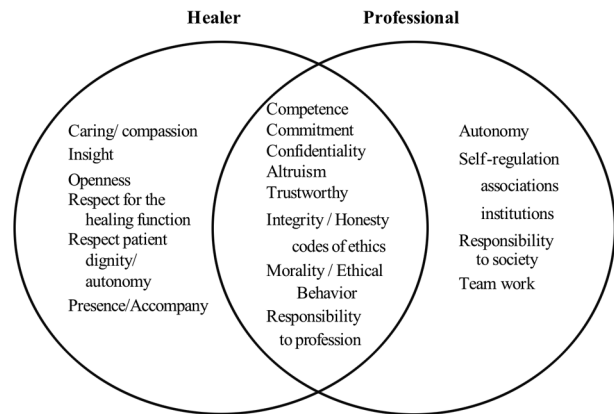 Healer
Professional
Caring/ compassion
Insight
Openness
Respect for the
healing function
Respect patient
dignity/
autonomy
Presence/Accompany
Competence
Commitment
Confidentiality
Altruism
Trustworthy
Integrity / Honesty
codes of ethics
Morality / Ethical
Behavior
Responsibility
to profession
Autonomy
Self-regulation
associations
institutions
Responsibility
to society
Team work